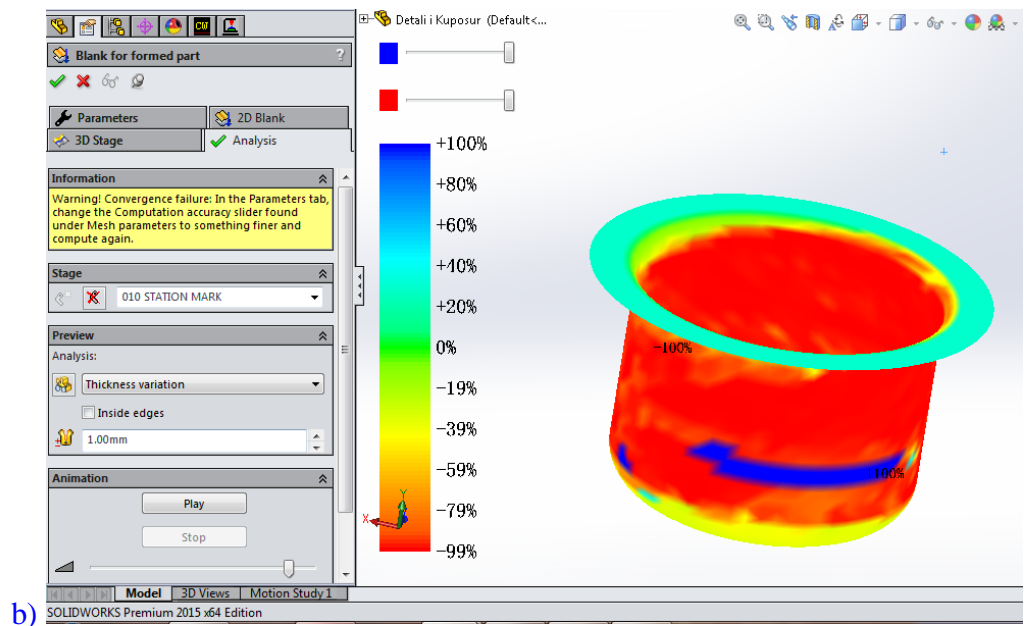 Detali i Kuposur (Default<...
Blank for formed part
?
Parameters
2D Blank
3D Stage
Analysis
Information
Warning! Convergence failure: In the Parameters tab,
change the Computation accuracy slider found
under Mesh parameters to something finer and
compute again.
Stage
010 STATION MARK
Preview
Analysis:
Thickness variation
Inside edges
1.00mm
Animation
Play
Stop
+100%
+80%
+60%
+40%
+20%
0%
-19%
-39%
-59%
-79%
-99%
-100%
100%
Y
X
Model
3D Views
Motion Study 1
b)
SOLIDWORKS Premium 2015 x64 Edition